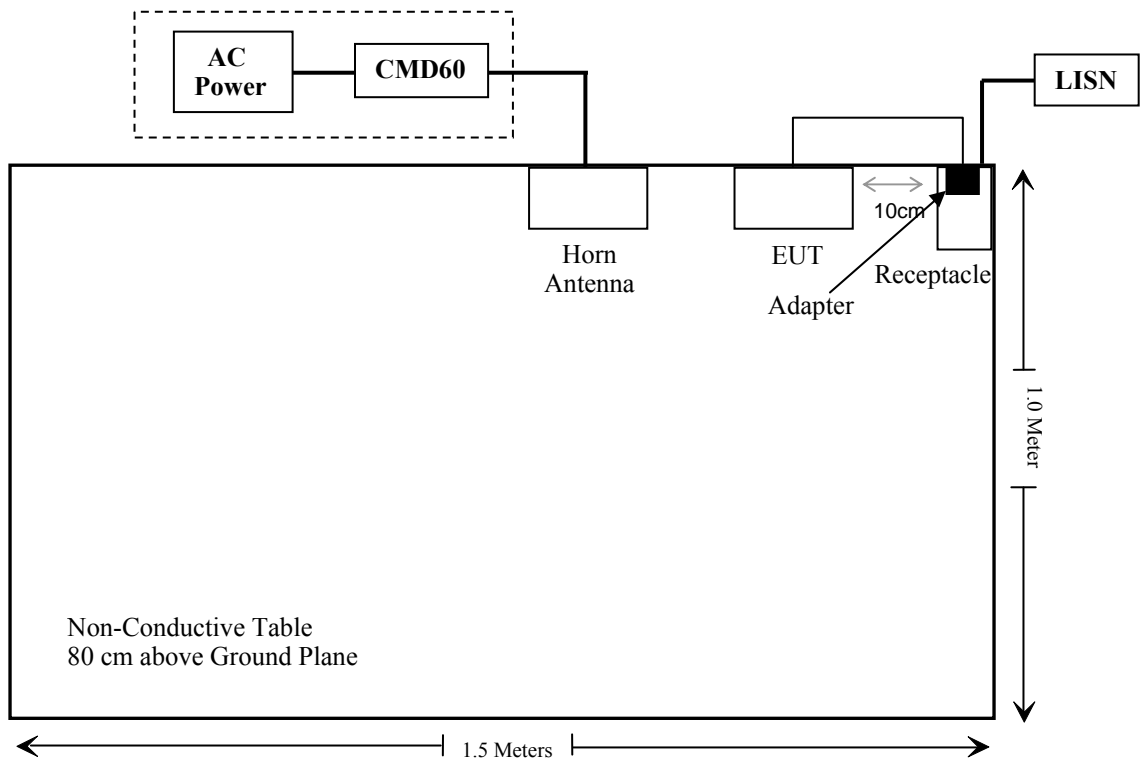 AC
Power
CMD60
LISN
10cm
Horn
Antenna
EUT
Receptacle
Adapter
1.0 Meter
Non-Conductive Table
80 cm above Ground Plane
1.5 Meters